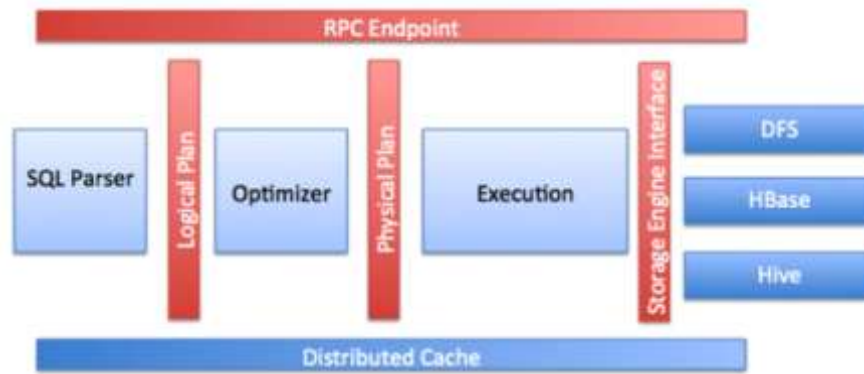 RPC Endpoint
SQL Parser
Logical Plan
Optimizer
Physical Plan
Execution
Storage Engine Interface
DFS
HBase
Hive
Distributed Cache